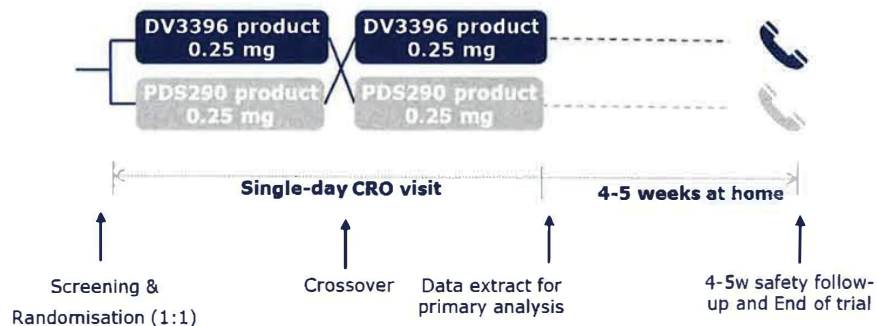 DV3396 product
0.25 mg
DV3396 product
0.25 mg
PDS290 product
0.25 mg
PDS290 product
0.25 mg
Single-day CRO visit
4-5 weeks at home
Screening &
Randomisation (1:1)
Crossover
Data extract for
primary analysis
4-5w safety follow-
up and End of trial